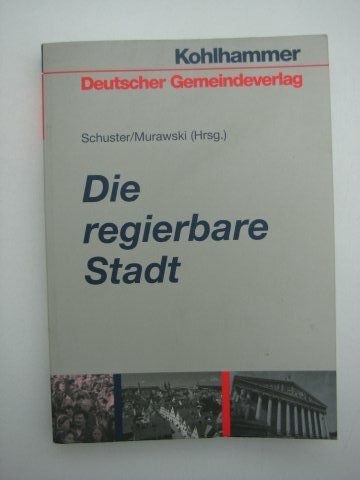 Kohlhammer
Deutscher Gemeindeverlag
Schuster/Murawski (Hrsg.)
Die
regierbare
Stadt